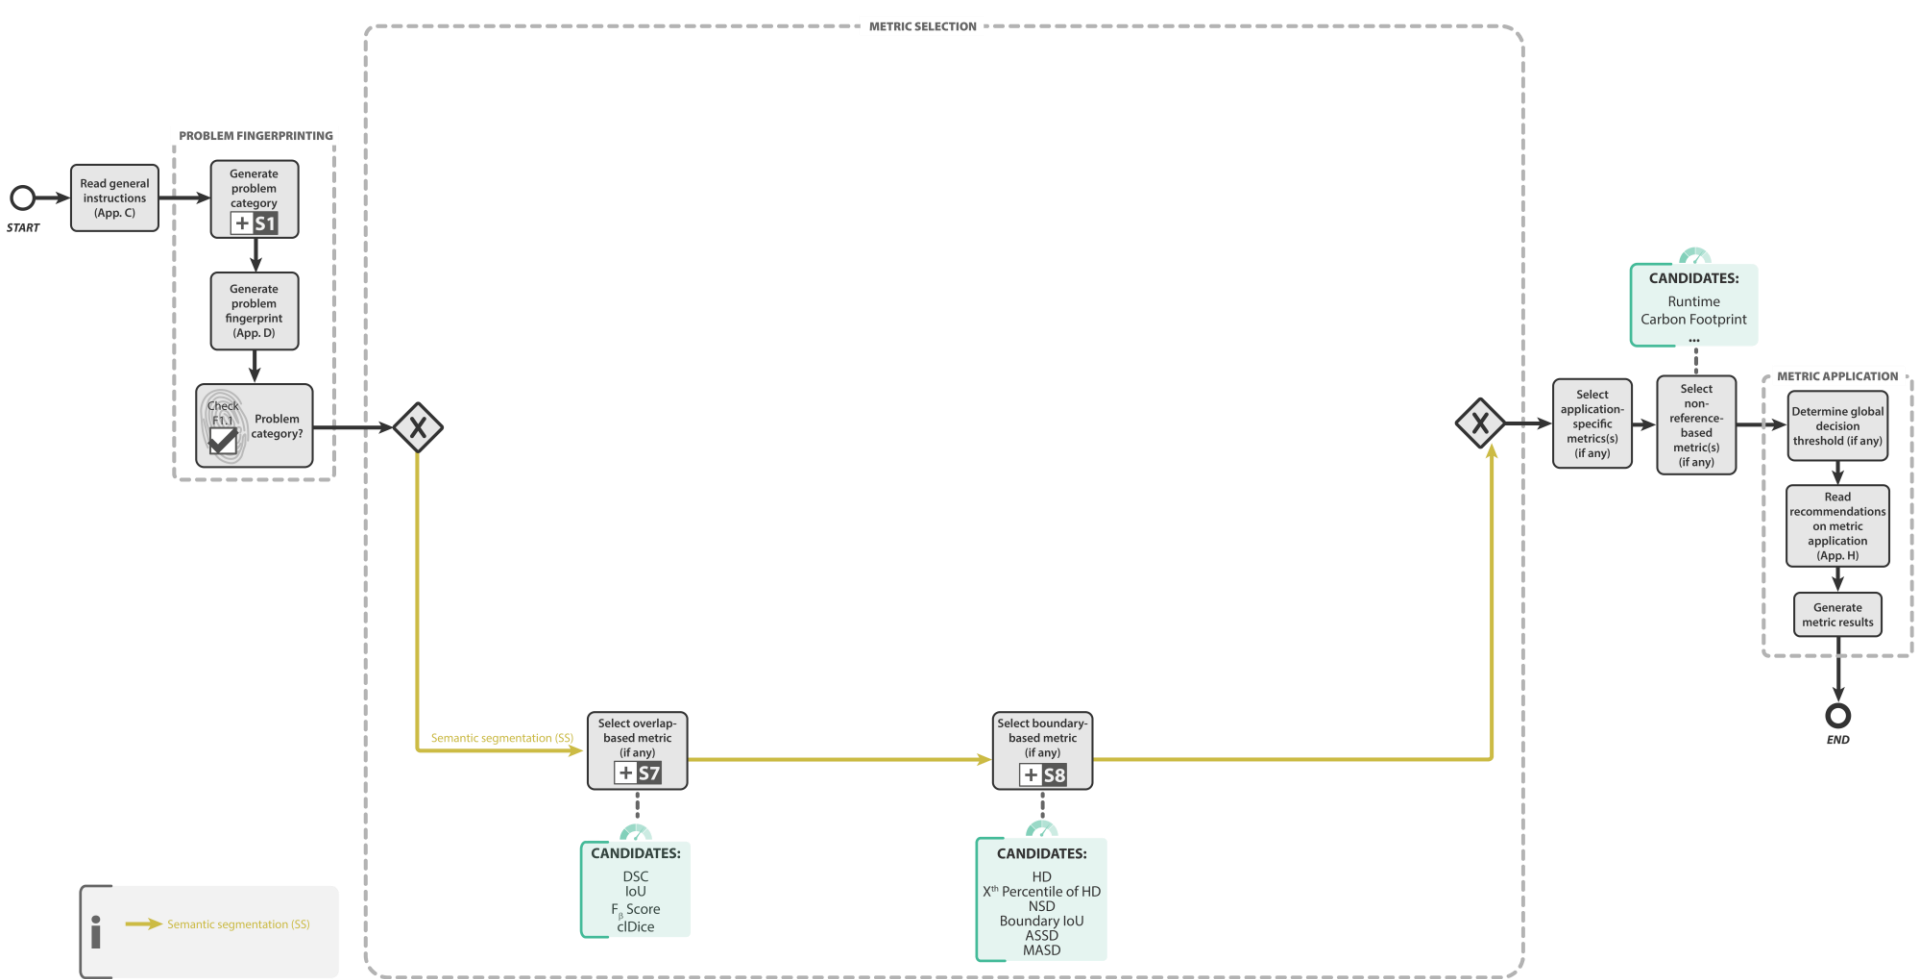 METRIC SELECTION
PROBLEM FINGERPRINTING
START
Read general
instructions
(App. C)
Generate
problem
category
+ S1
Generate
problem
fingerprint
(App. D)
Check
F1.1
Problem
category?
X
Semantic segmentation (SS)
Select overlap-
based metric
(if any)
+ S7
CANDIDATES:
DSC
IoU
Fβ Score
clDice
Select boundary-
based metric
(if any)
+ S8
CANDIDATES:
HD
Xth Percentile of HD
NSD
Boundary IoU
ASSD
MASD
X
Select
application-
specific
metrics(s)
(if any)
CANDIDATES:
Runtime
Carbon Footprint
...
Select
non-
reference-
based
metric(s)
(if any)
METRIC APPLICATION
Determine global
decision
threshold (if any)
Read
recommendations
on metric
application
(App. H)
Generate
metric results
END
i
Semantic segmentation (SS)